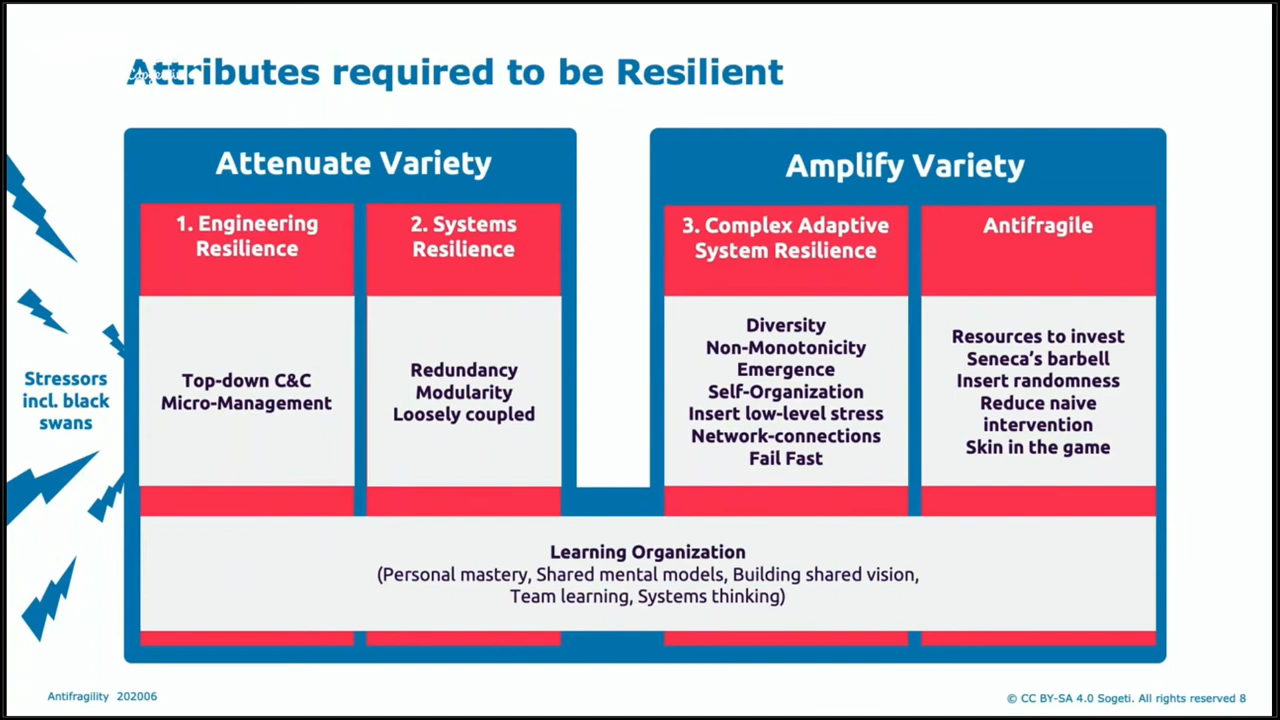 Attributes required to be Resilient
Attenuate Variety
1. Engineering
Resilience
2. Systems
Resilience
Top-down C&C
Micro-Management
Redundancy
Modularity
Loosely coupled
Amplify Variety
3. Complex Adaptive
System Resilience
Antifragile
Diversity
Non-Monotonicity
Emergence
Self-Organization
Insert low-level stress
Network-connections
Fail Fast
Resources to invest
Seneca's barbell
Insert randomness
Reduce naive
intervention
Skin in the game
Stressors
incl. black
swans
Learning Organization
(Personal mastery, Shared mental models, Building shared vision,
Team learning, Systems thinking)
Antifragility 202006
© CC BY-SA 4.0 Sogeti. All rights reserved 8